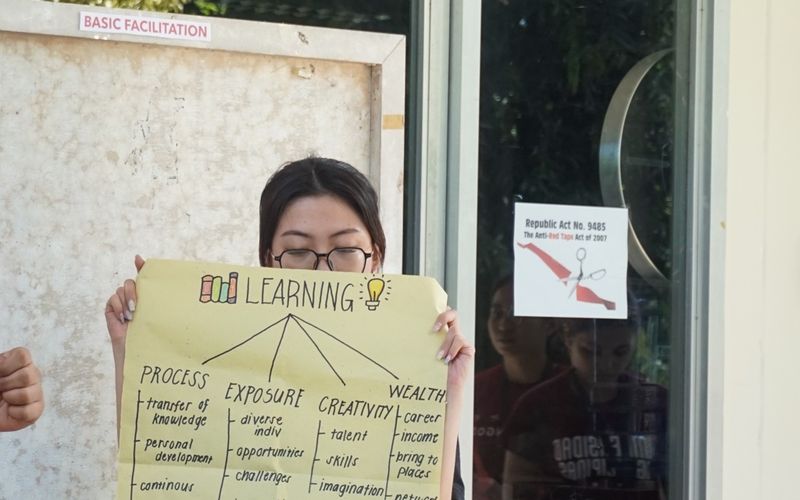 BASIC FACILITATION
Republic Act No. 9485
The Anti-Red Tape Act of 2007
LEARNING
PROCESS
transfer of
knowledge
personal
development
cominous
EXPOSURE
diverse
indiv
opportunities
challenges
CREATIVITY
talent
skills
imagination
WEALTH
career
income
bring to
places